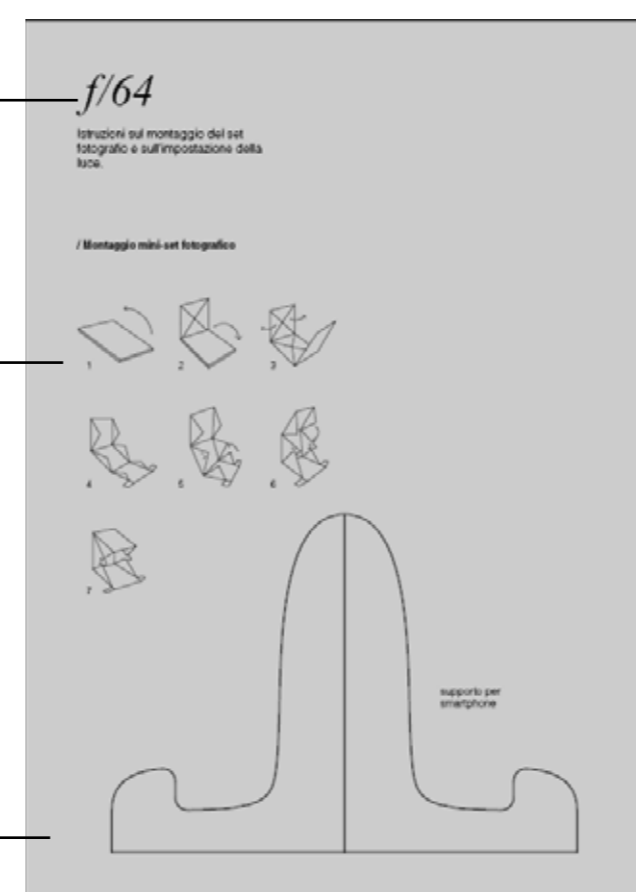 f/64
Istruzioni sul montaggio del set
fotografio e sull'impostazione della
luce.
/ Montaggio mini-set fotografico
1
2
3
4
5
6
7
supporto per
smartphone